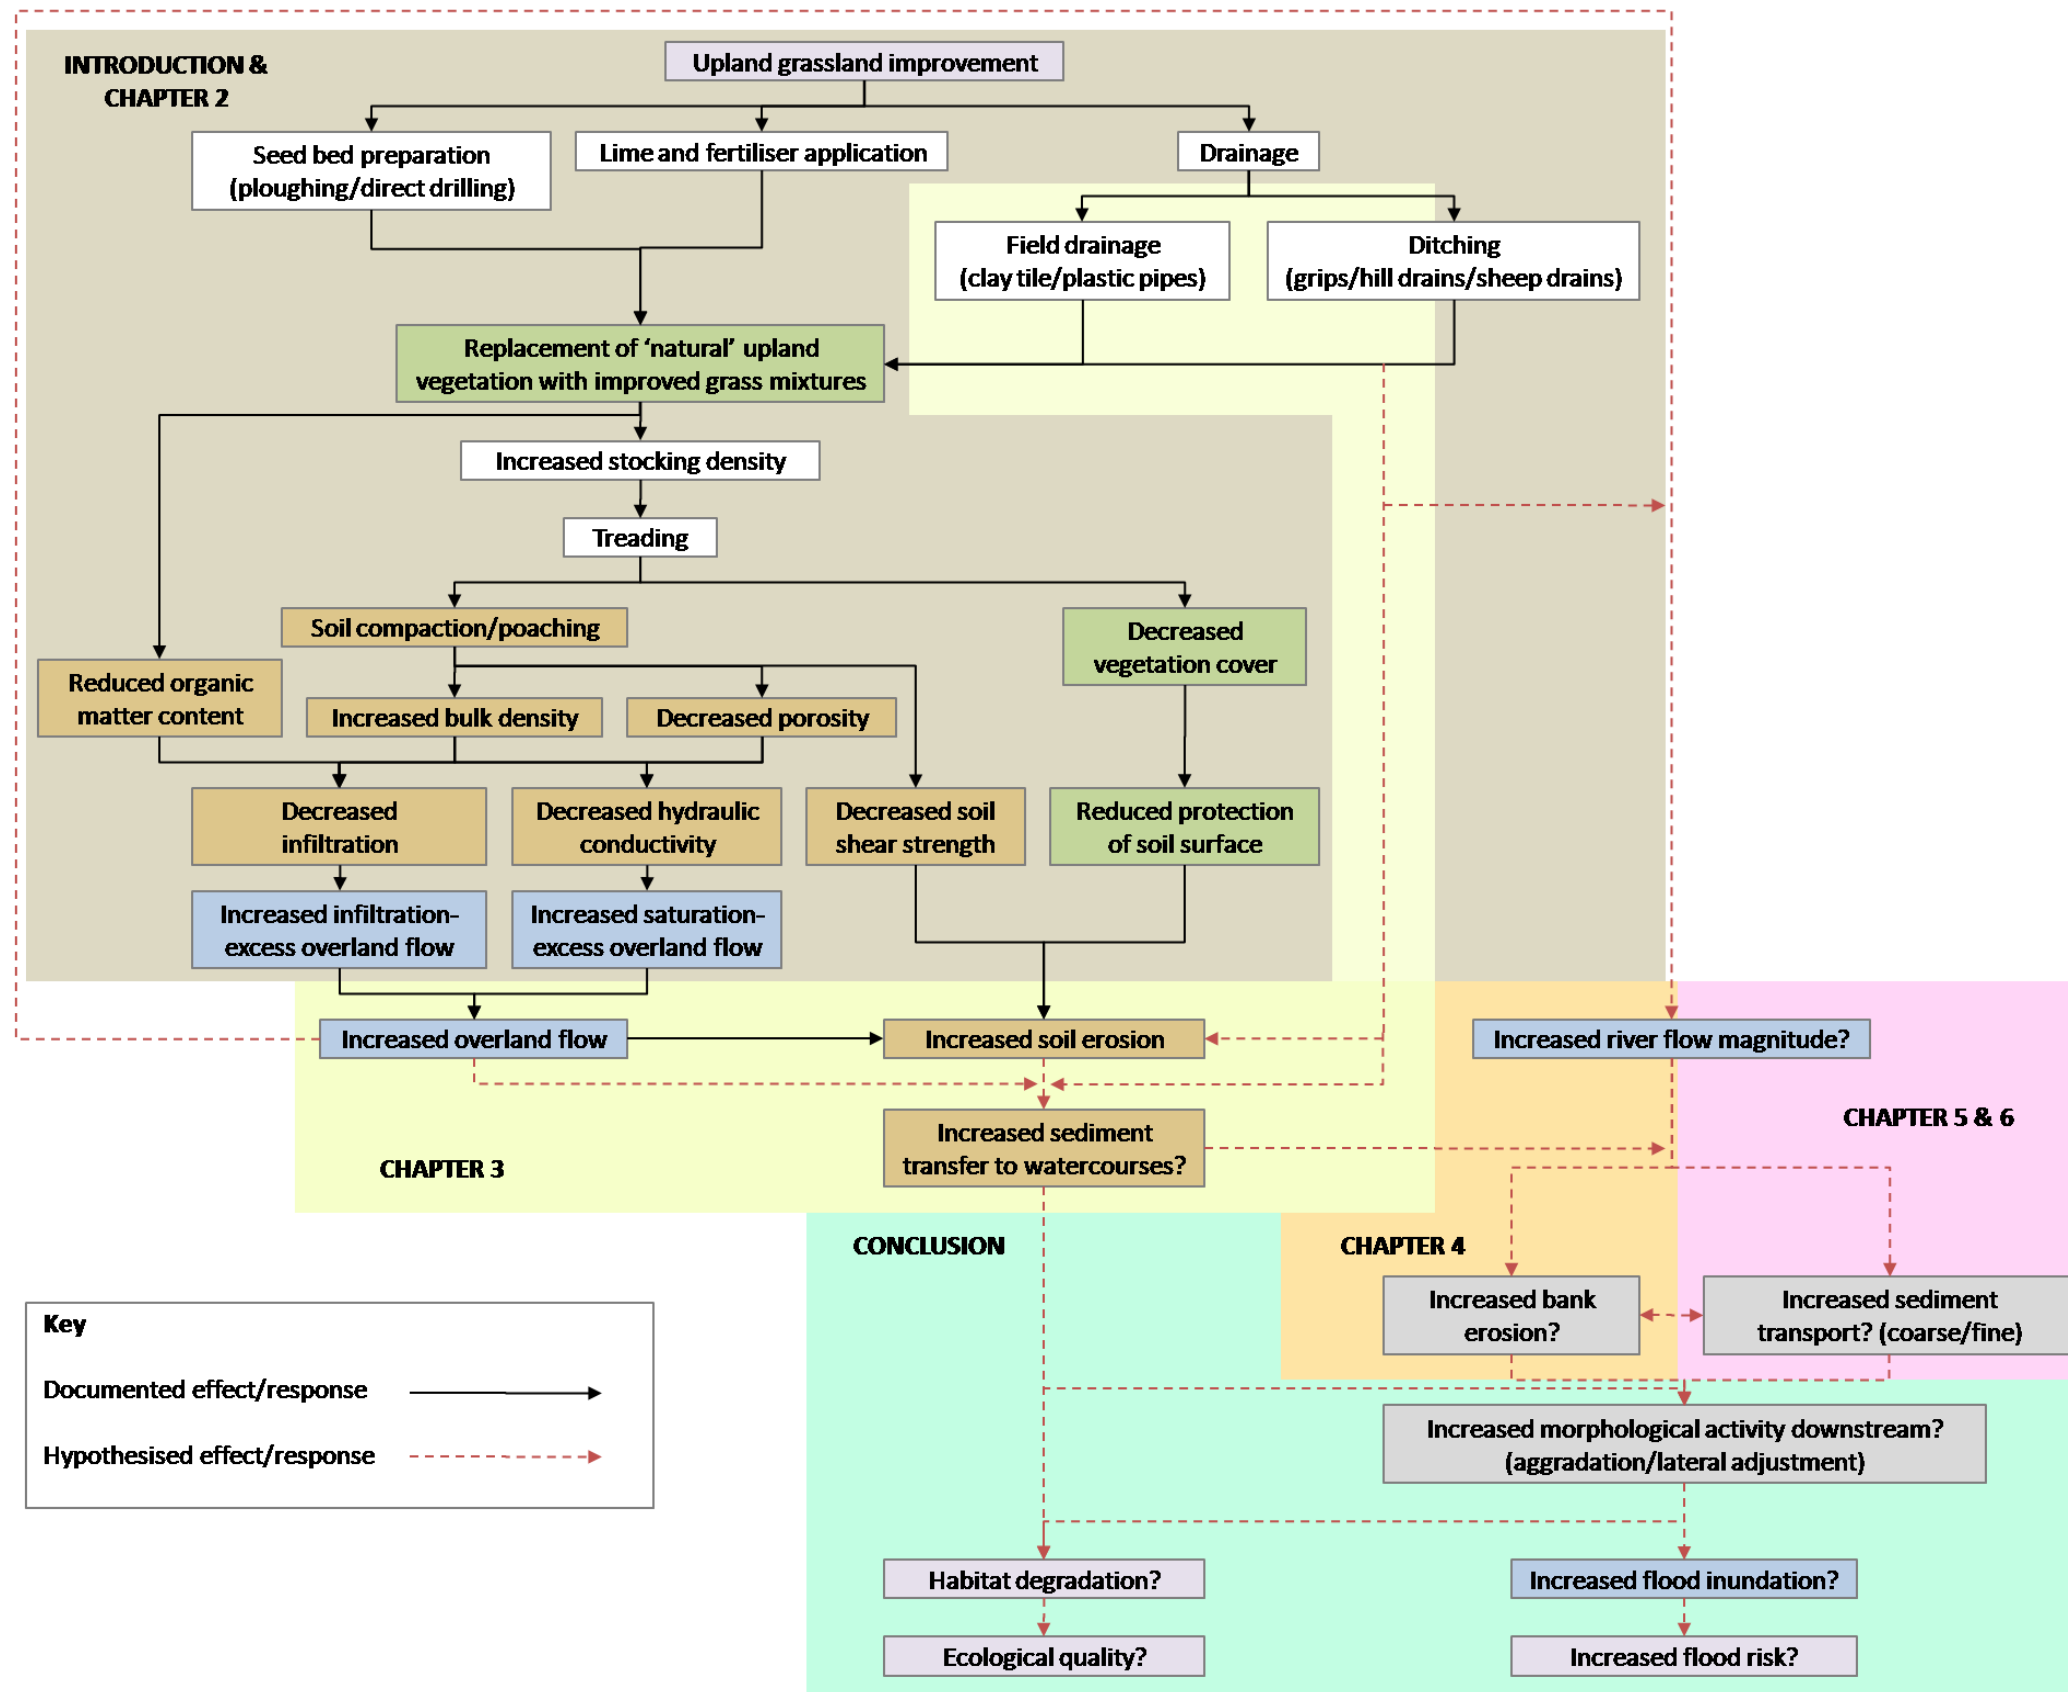 INTRODUCTION &
CHAPTER 2
Upland grassland improvement
Seed bed preparation
(ploughing/direct drilling)
Lime and fertiliser application
Drainage
Field drainage
(clay tile/plastic pipes)
Ditching
(grips/hill drains/sheep drains)
Replacement of ‘natural’ upland
vegetation with improved grass mixtures
Increased stocking density
Treading
Soil compaction/poaching
Decreased
vegetation cover
Reduced organic
matter content
Increased bulk density
Decreased porosity
Decreased
infiltration
Decreased hydraulic
conductivity
Decreased soil
shear strength
Reduced protection
of soil surface
Increased infiltration-
excess overland flow
Increased saturation-
excess overland flow
Increased overland flow
Increased soil erosion
Increased river flow magnitude?
CHAPTER 5 & 6
Increased sediment
transfer to watercourses?
CHAPTER 3
CONCLUSION
CHAPTER 4
Increased bank
erosion?
Increased sediment
transport? (coarse/fine)
Key
Documented effect/response
Hypothesised effect/response
Increased morphological activity downstream?
(aggradation/lateral adjustment)
Habitat degradation?
Increased flood inundation?
Ecological quality?
Increased flood risk?